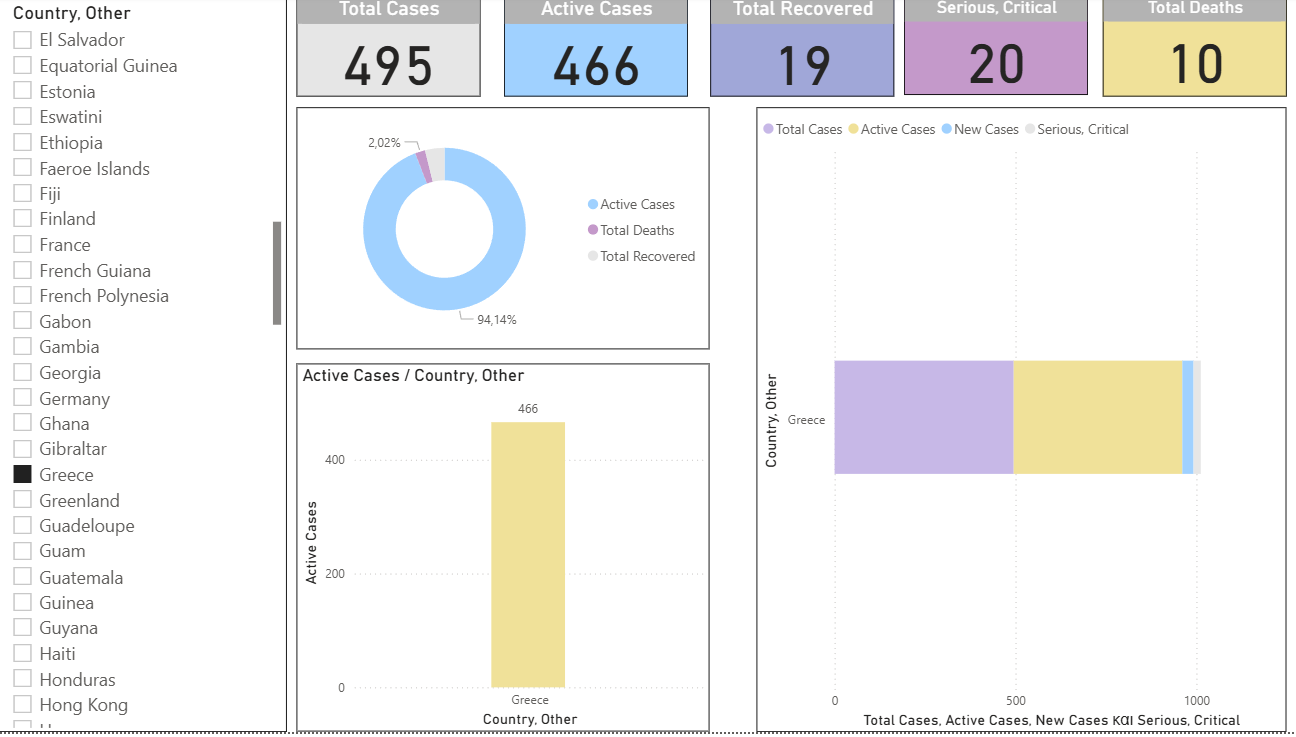 Country, Other
El Salvador
Equatorial Guinea
Estonia
Eswatini
Ethiopia
Faeroe Islands
Fiji
Finland
France
French Guiana
French Polynesia
Gabon
Gambia
Georgia
Germany
Ghana
Gibraltar
Greece
Greenland
Guadeloupe
Guam
Guatemala
Guinea
Guyana
Haiti
Honduras
Hong Kong
Total Cases
495
Active Cases
466
Total Recovered
19
Serious, Critical
20
Total Deaths
10
2,02%
94,14%
Active Cases
Total Deaths
Total Recovered
Active Cases / Country, Other
466
400
200
0
Active Cases
Greece
Country, Other
Total Cases Active Cases New Cases Serious, Critical
Country, Other
Greece
0 500 1000
Total Cases, Active Cases, New Cases και Serious, Critical